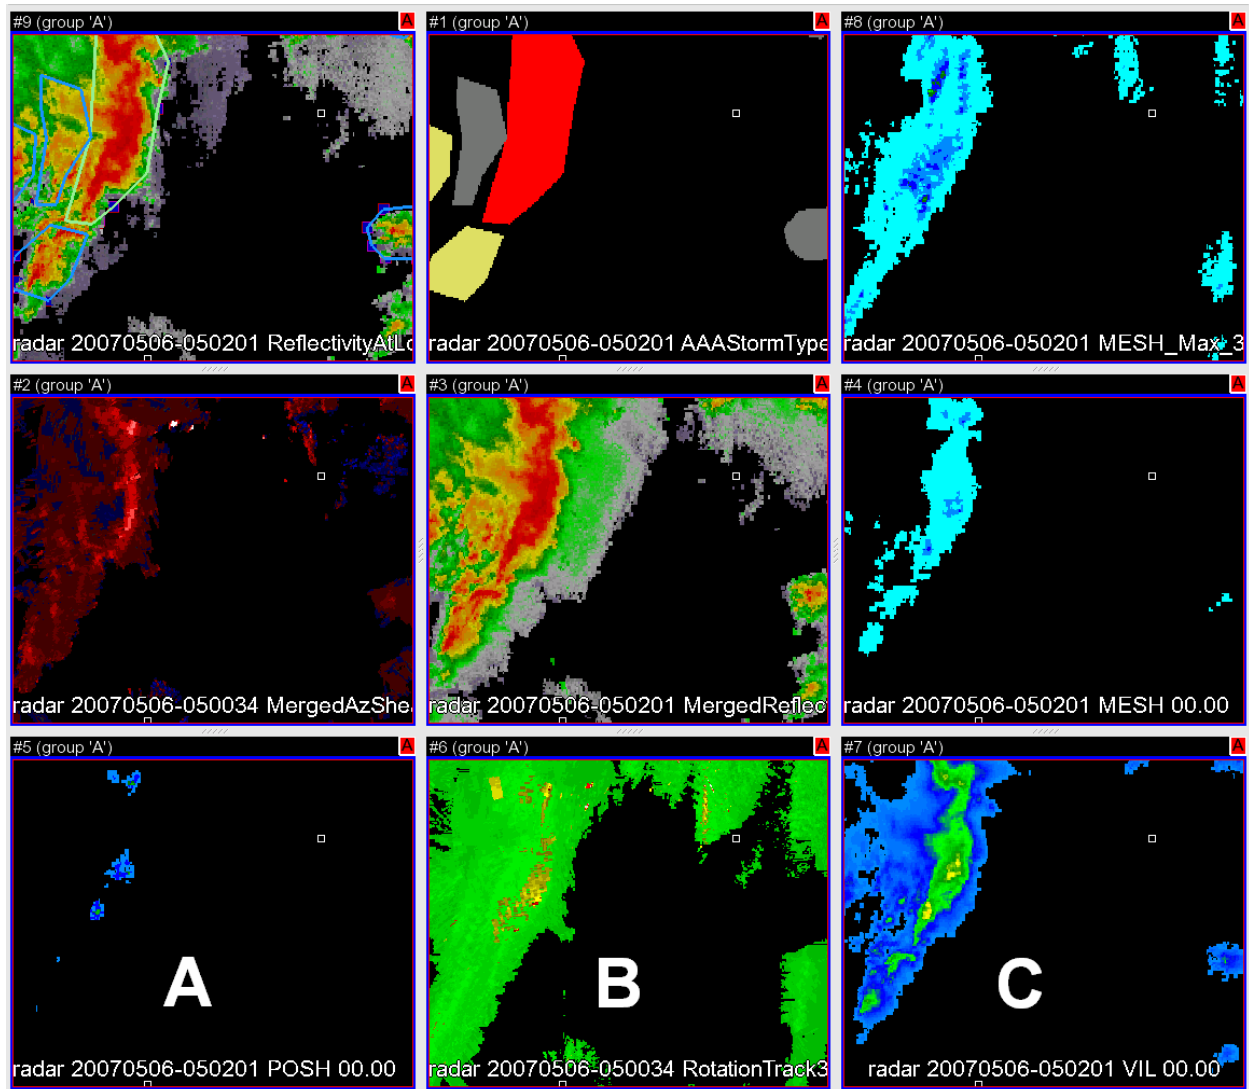 #9 (group 'A') A
#1 (group 'A') A
#8 (group 'A') A
radar 20070506-050201 ReflectivityAtLo
radar 20070506-050201 AAAStormType
radar 20070506-050201 MESH_Max_3
#2 (group 'A') A
#3 (group 'A') A
#4 (group 'A') A
radar 20070506-050034 MergedAzShea
radar 20070506-050201 MergedReflec
radar 20070506-050201 MESH 00.00
#5 (group 'A') A
#6 (group 'A') A
#7 (group 'A') A
A
B
C
radar 20070506-050201 POSH 00.00
radar 20070506-050034 RotationTrack3
radar 20070506-050201 VIL 00.00